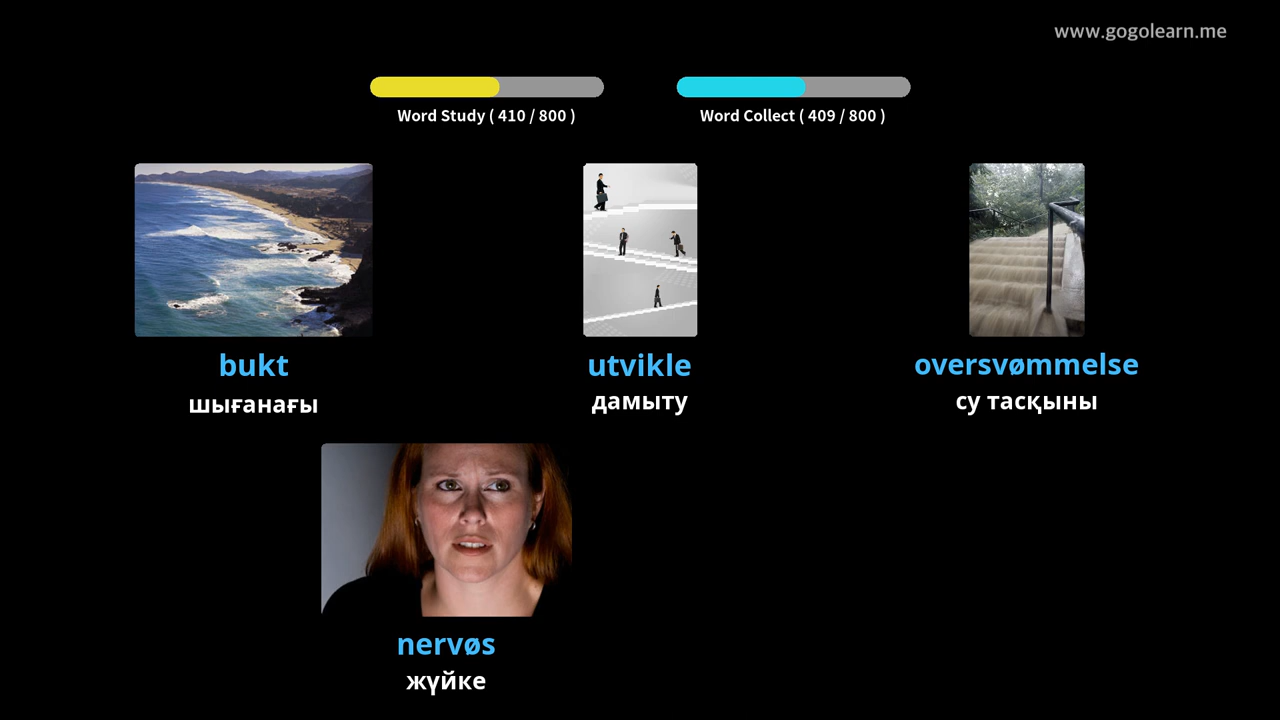 www.gogolearn.me
Word Study ( 410 / 800 )
Word Collect ( 409 / 800 )
bukt
шығанағы
utvikle
дамыту
oversvømmelse
су тасқыны
nervøs
жүйке